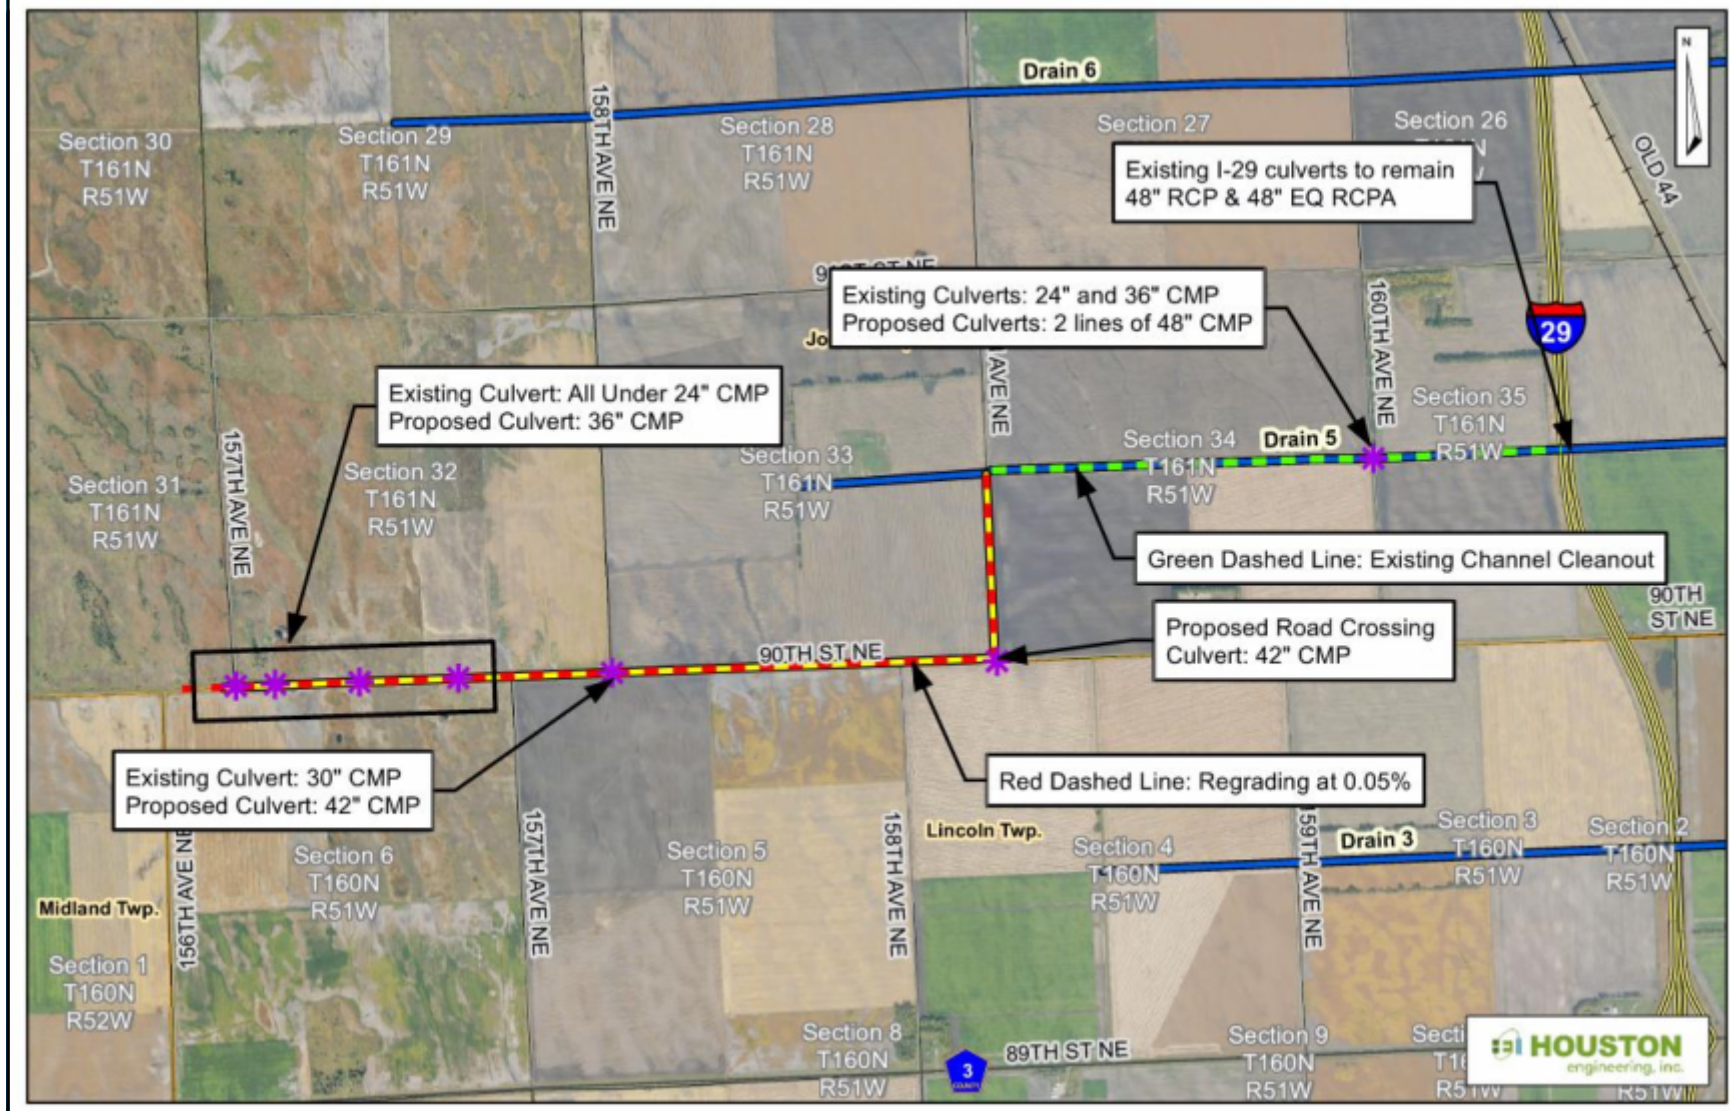 N
Drain 6
158TH AVE NE
Section 30
T161N
R51W
Section 29
T161N
R51W
Section 28
T161N
R51W
Section 27
Section 26
OLD 44
Existing I-29 culverts to remain
48" RCP & 48" EQ RCPA
Existing Culverts: 24" and 36" CMP
Proposed Culverts: 2 lines of 48" CMP
160TH AVE NE
29
Existing Culvert: All Under 24" CMP
Proposed Culvert: 36" CMP
AVE NE
157TH AVE NE
Section 31
T161N
R51W
Section 32
T161N
R51W
Section 33
T161N
R51W
Section 34
T161N
R51W
Drain 5
Section 35
T161N
R51W
Green Dashed Line: Existing Channel Cleanout
90TH
ST NE
Proposed Road Crossing
Culvert: 42" CMP
90TH ST NE
Existing Culvert: 30" CMP
Proposed Culvert: 42" CMP
Red Dashed Line: Regrading at 0.05%
156TH AVE NE
157TH AVE NE
158TH AVE NE
159TH AVE NE
Lincoln Twp.
Drain 3
Section 6
T160N
R51W
Section 5
T160N
R51W
Section 4
T160N
R51W
Section 3
T160N
R51W
Section 2
T160N
R51W
Midland Twp.
Section 1
T160N
R52W
Section 8
T160N
R51W
3
COUNTY
89TH ST NE
Section 9
T160N
R51W
R51W
R51W
HOUSTON
engineering, inc.